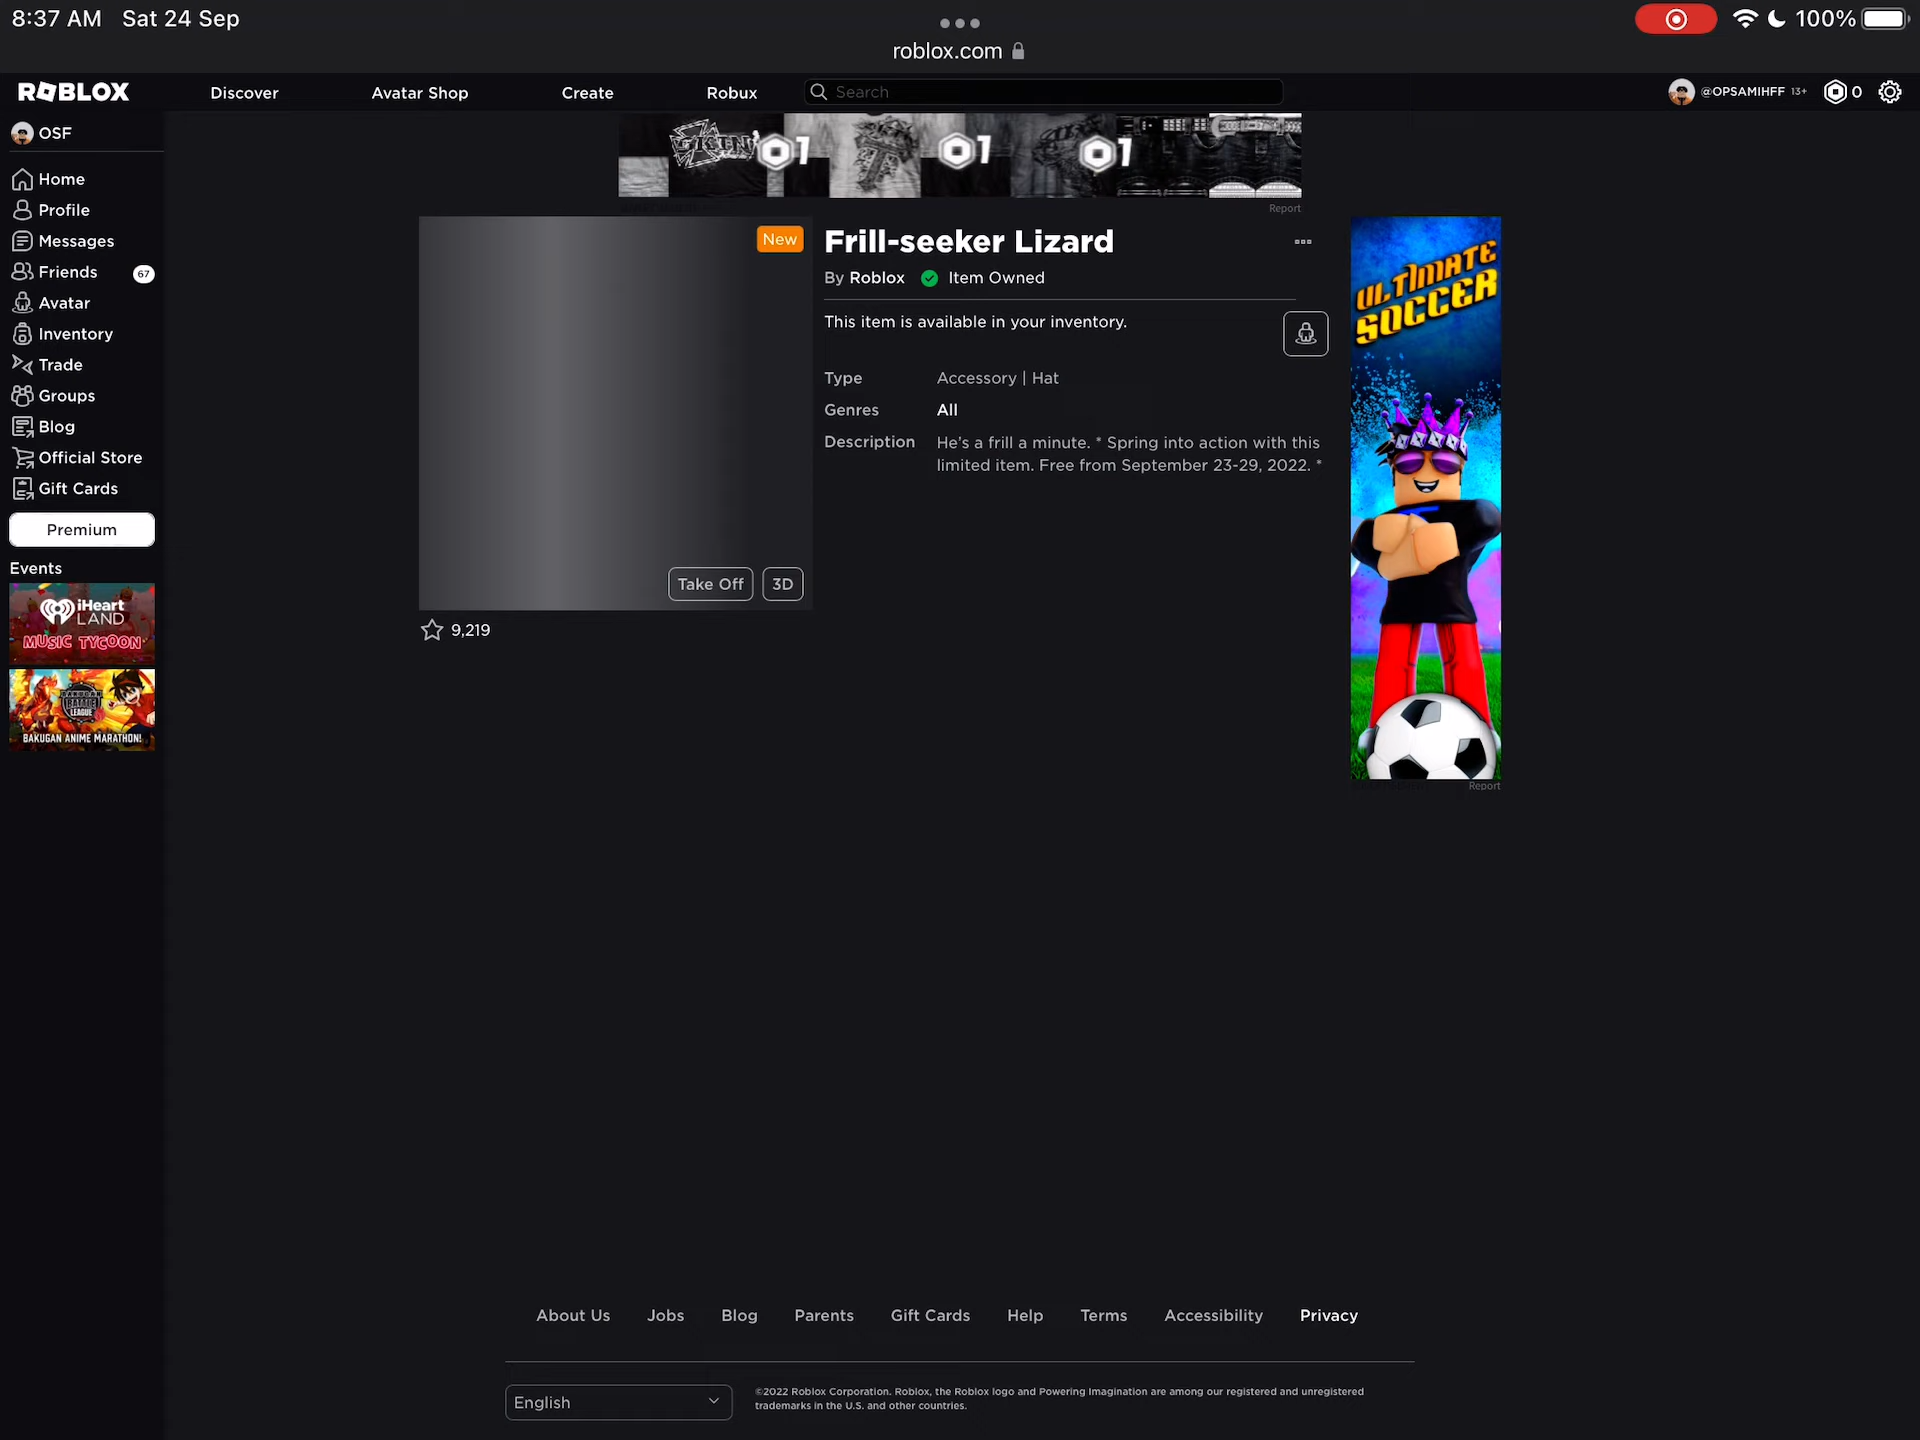 8:37 AM Sat 24 Sep
100%
roblox.com
ROBLOX
Discover
Avatar Shop
Create
Robux
Search
@OPSAMIHFF 13+
0
OSF
Home
Profile
Messages
Friends 67
Avatar
Inventory
Trade
Groups
Blog
Official Store
Gift Cards
Premium
Events
iHeart
LAND
MUSIC TYCOON
BAKUGAN
BATTLE
LEAGUE
BAKUGAN ANIME MARATHON!
1
1
1
Report
New
Take Off
3D
9,219
Frill-seeker Lizard
By Roblox Item Owned
This item is available in your inventory.
Type Accessory | Hat
Genres All
Description He's a frill a minute. * Spring into action with this
limited item. Free from September 23-29, 2022. *
ULTIMATE
SOCCER
Report
About Us
Jobs
Blog
Parents
Gift Cards
Help
Terms
Accessibility
Privacy
English
©2022 Roblox Corporation. Roblox, the Roblox logo and Powering Imagination are among our registered and unregistered
trademarks in the U.S. and other countries.